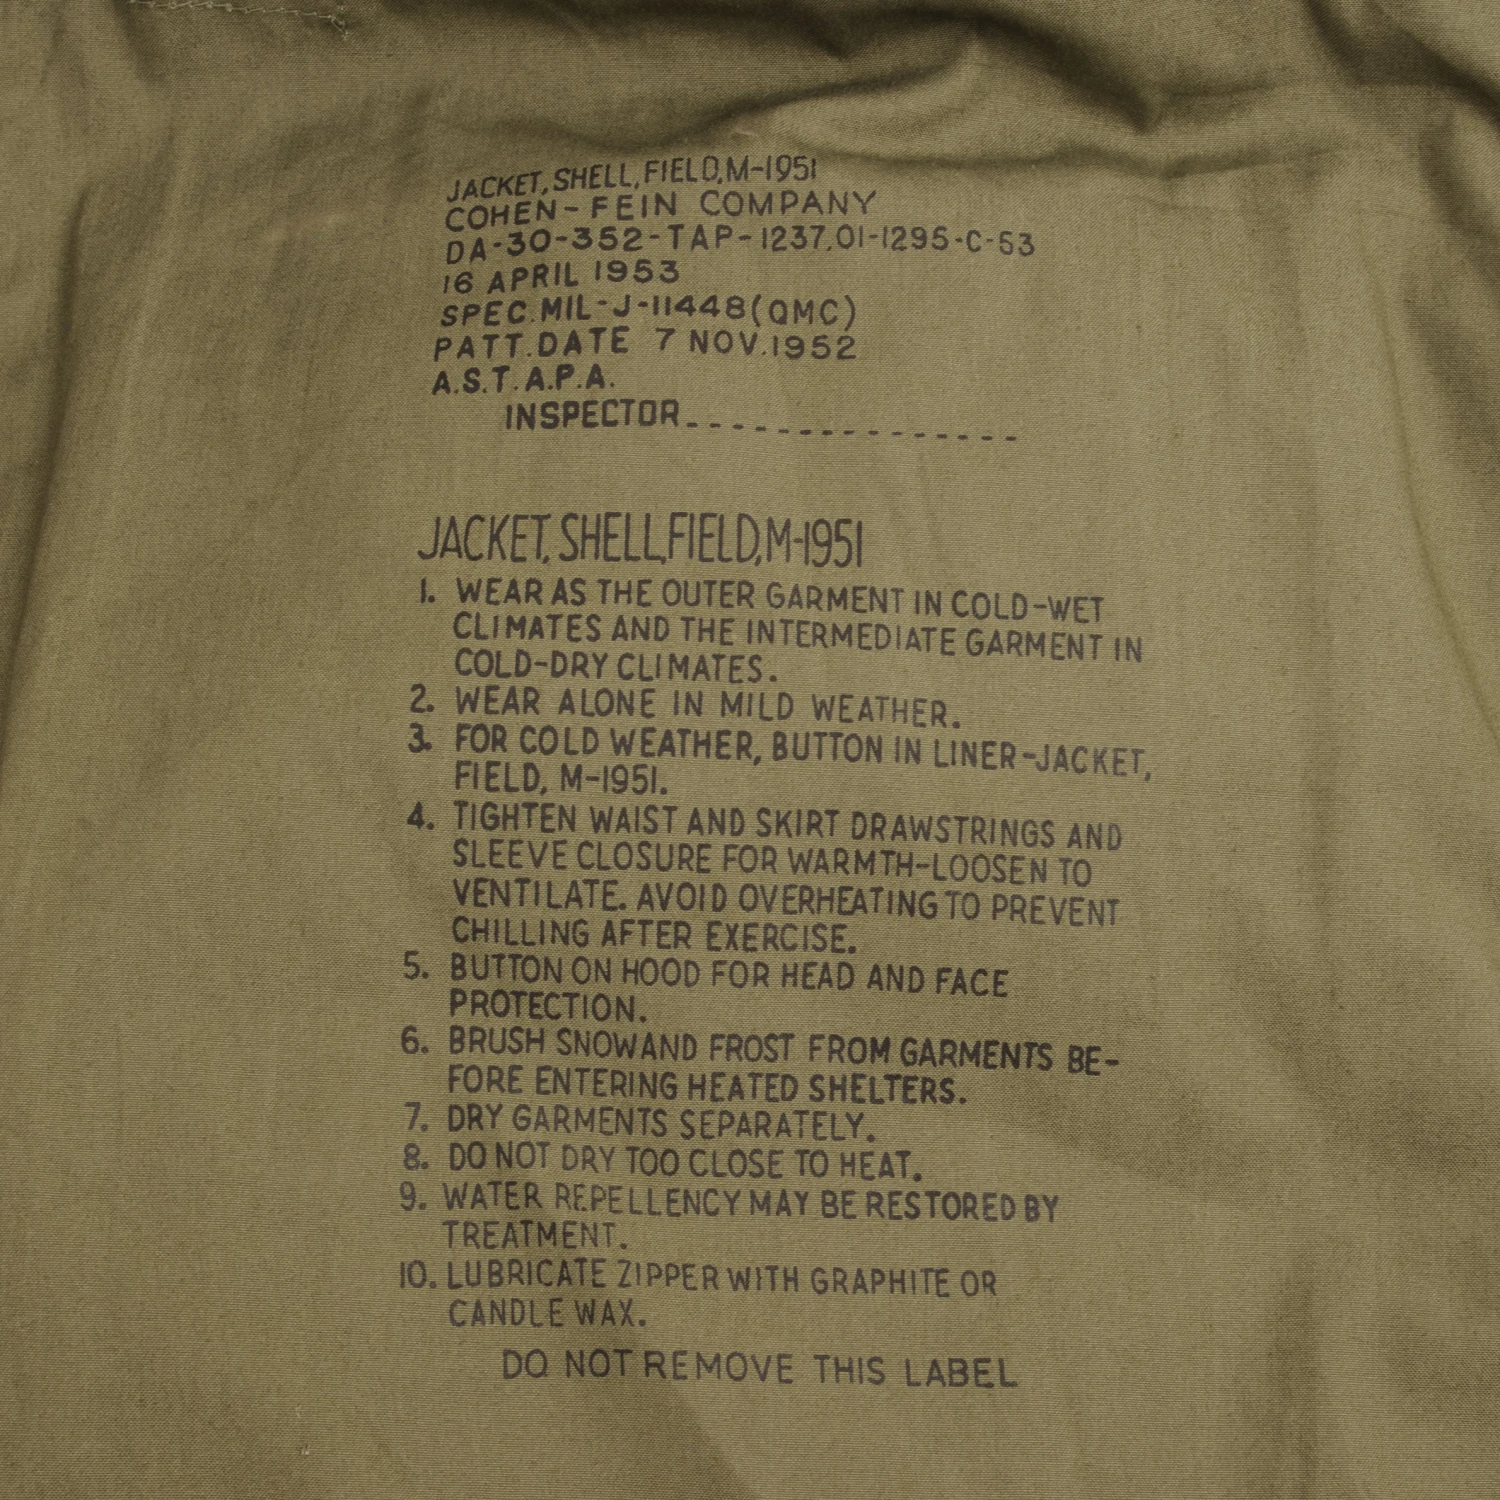 JACKET, SHELL, FIELD, M-1951
COHEN-FEIN COMPANY
DA-30-352-TAP-1237.01-1295-C-53
16 APRIL 1953
SPEC. MIL-J-11448(QMC)
PATT. DATE 7 NOV. 1952
A.S.T.A.P.A.
INSPECTOR_ _ _ _ _ _ _ _ _ _ _ _ _ _ _
JACKET, SHELL, FIELD, M-1951
1. WEAR AS THE OUTER GARMENT IN COLD-WET
CLIMATES AND THE INTERMEDIATE GARMENT IN
COLD-DRY CLIMATES.
2. WEAR ALONE IN MILD WEATHER.
3. FOR COLD WEATHER, BUTTON IN LINER-JACKET,
FIELD, M-1951.
4. TIGHTEN WAIST AND SKIRT DRAWSTRINGS AND
SLEEVE CLOSURE FOR WARMTH-LOOSEN TO
VENTILATE. AVOID OVERHEATING TO PREVENT
CHILLING AFTER EXERCISE.
5. BUTTON ON HOOD FOR HEAD AND FACE
PROTECTION.
6. BRUSH SNOW AND FROST FROM GARMENTS BE-
FORE ENTERING HEATED SHELTERS.
7. DRY GARMENTS SEPARATELY.
8. DO NOT DRY TOO CLOSE TO HEAT.
9. WATER REPELLENCY MAY BE RESTORED BY
TREATMENT.
10. LUBRICATE ZIPPER WITH GRAPHITE OR
CANDLE WAX.
DO NOT REMOVE THIS LABEL